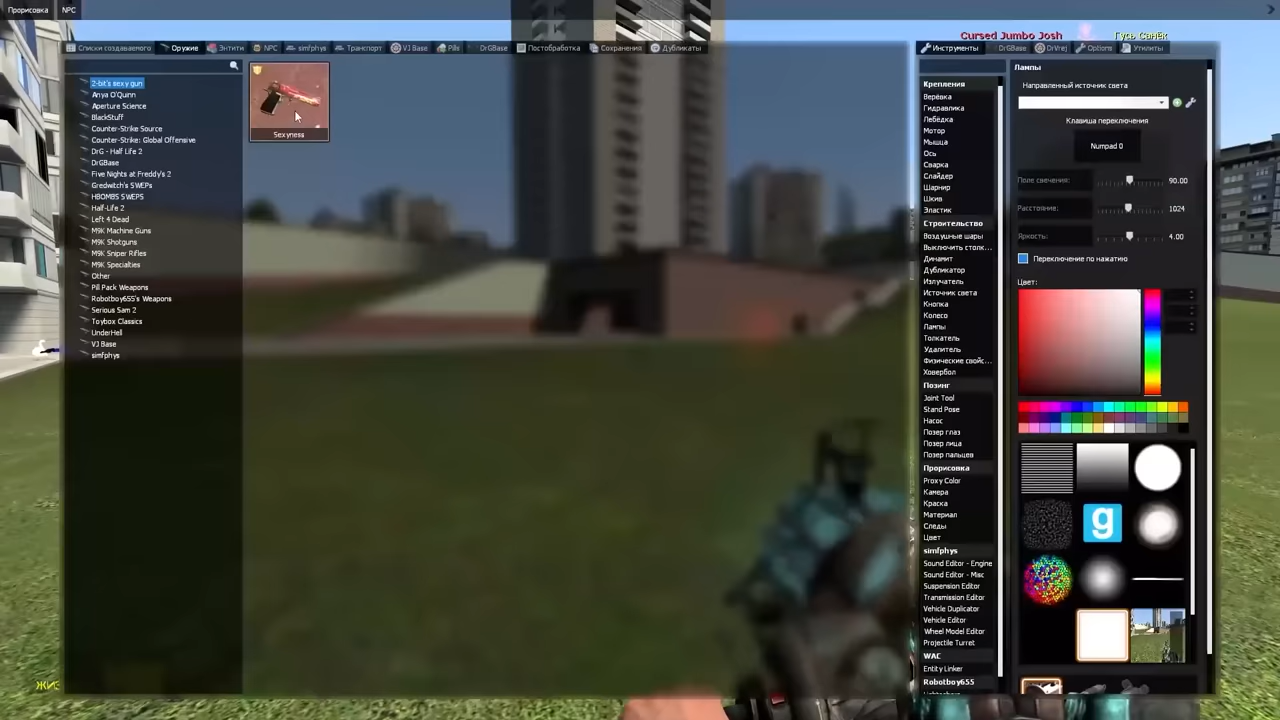 Прорисовка NPC
Cursed Jumbo Josh
Гусь Санёк
Списки создаваемого Оружие Энтити NPC simfphys Транспорт VJ Base Pills DrGBase Постобработка Сохранения Дубликаты
Инструменты DrGBase DrVrej Options Утилиты
2-bit's sexy gun
Anya O'Quinn
Aperture Science
BlackStuff
Counter-Strike Source
Counter-Strike: Global Offensive
DrG - Half Life 2
DrGBase
Five Nights at Freddy's 2
Gredwitch's SWEPs
HBOMBS SWEPS
Half-Life 2
Left 4 Dead
M9K Machine Guns
M9K Shotguns
M9K Sniper Rifles
M9K Specialties
Other
Pill Pack Weapons
Robotboy655's Weapons
Serious Sam 2
Toybox Classics
UnderHell
VJ Base
simfphys
Sexyness
Крепления
Верёвка
Гидравлика
Лебёдка
Мотор
Мышца
Ось
Сварка
Слайдер
Шарнир
Шкив
Эластик
Строительство
Воздушные шары
Выключить столк...
Динамит
Дубликатор
Излучатель
Источник света
Кнопка
Колесо
Лампы
Толкатель
Удалитель
Физические свойс...
Ховербол
Позинг
Joint Tool
Stand Pose
Насос
Позер глаз
Позер лица
Позер пальцев
Прорисовка
Proxy Color
Камера
Краска
Материал
Следы
Цвет
simfphys
Sound Editor - Engine
Sound Editor - Misc
Suspension Editor
Transmission Editor
Vehicle Duplicator
Vehicle Editor
Wheel Model Editor
Projectile Turret
WAC
Entity Linker
Robotboy655
Лампы
Направленный источник света
Клавиша переключения
Numpad 0
Поле свечения: 90.00
Расстояние: 1024
Яркость: 4.00
Переключение по нажатию
Цвет:
g